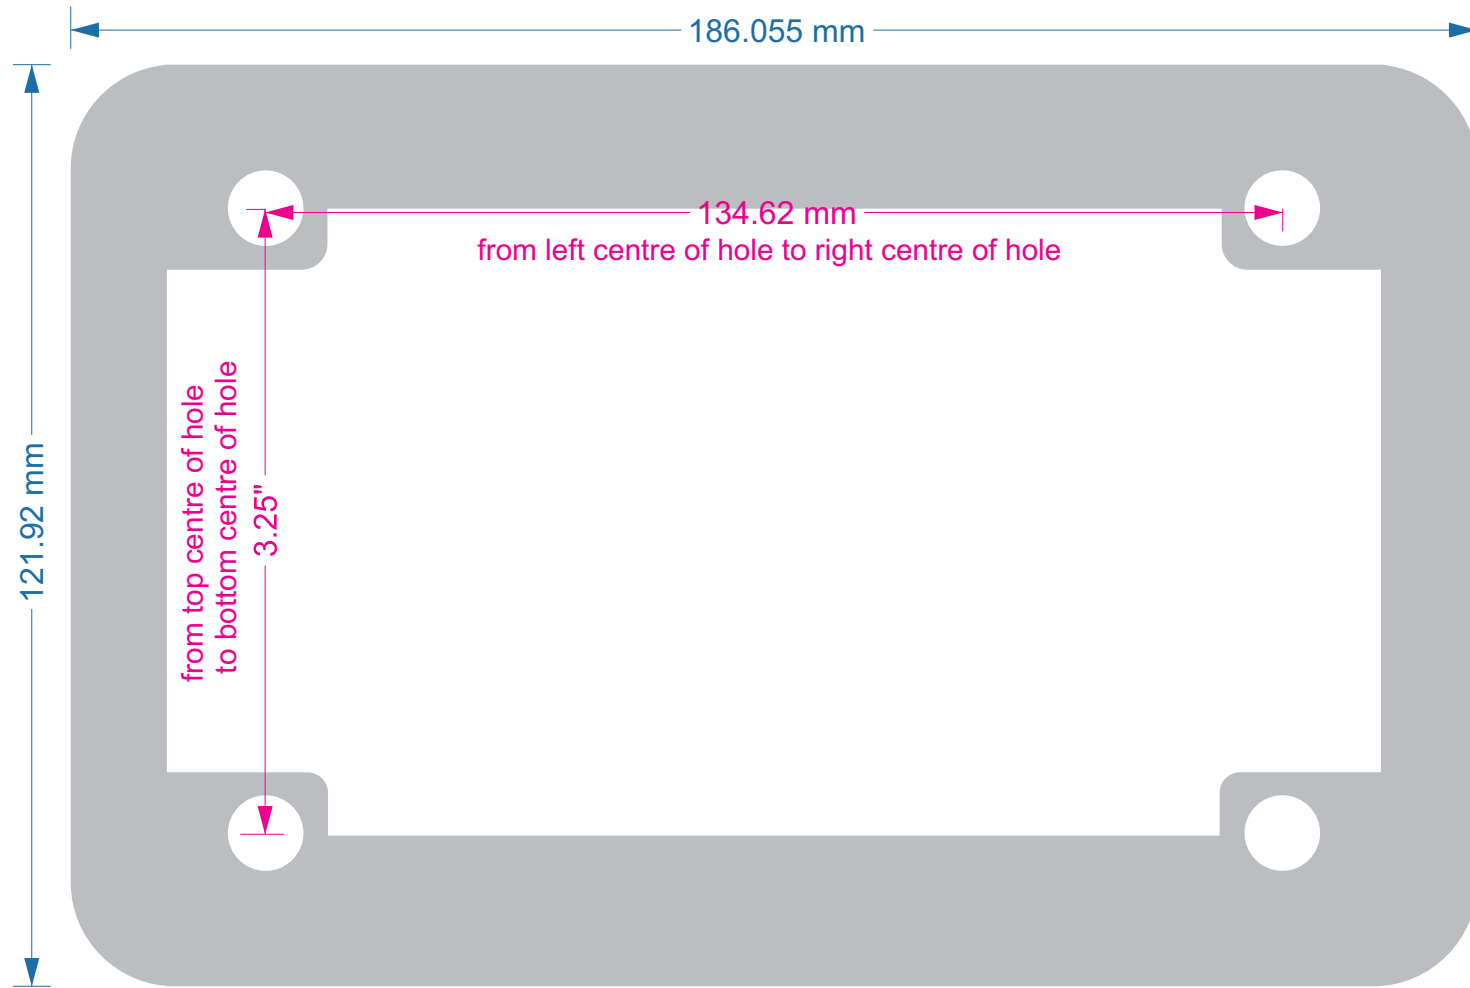 186.055 mm
134.62 mm
from left centre of hole to right centre of hole
121.92 mm
from top centre of hole
to bottom centre of hole
3.25"